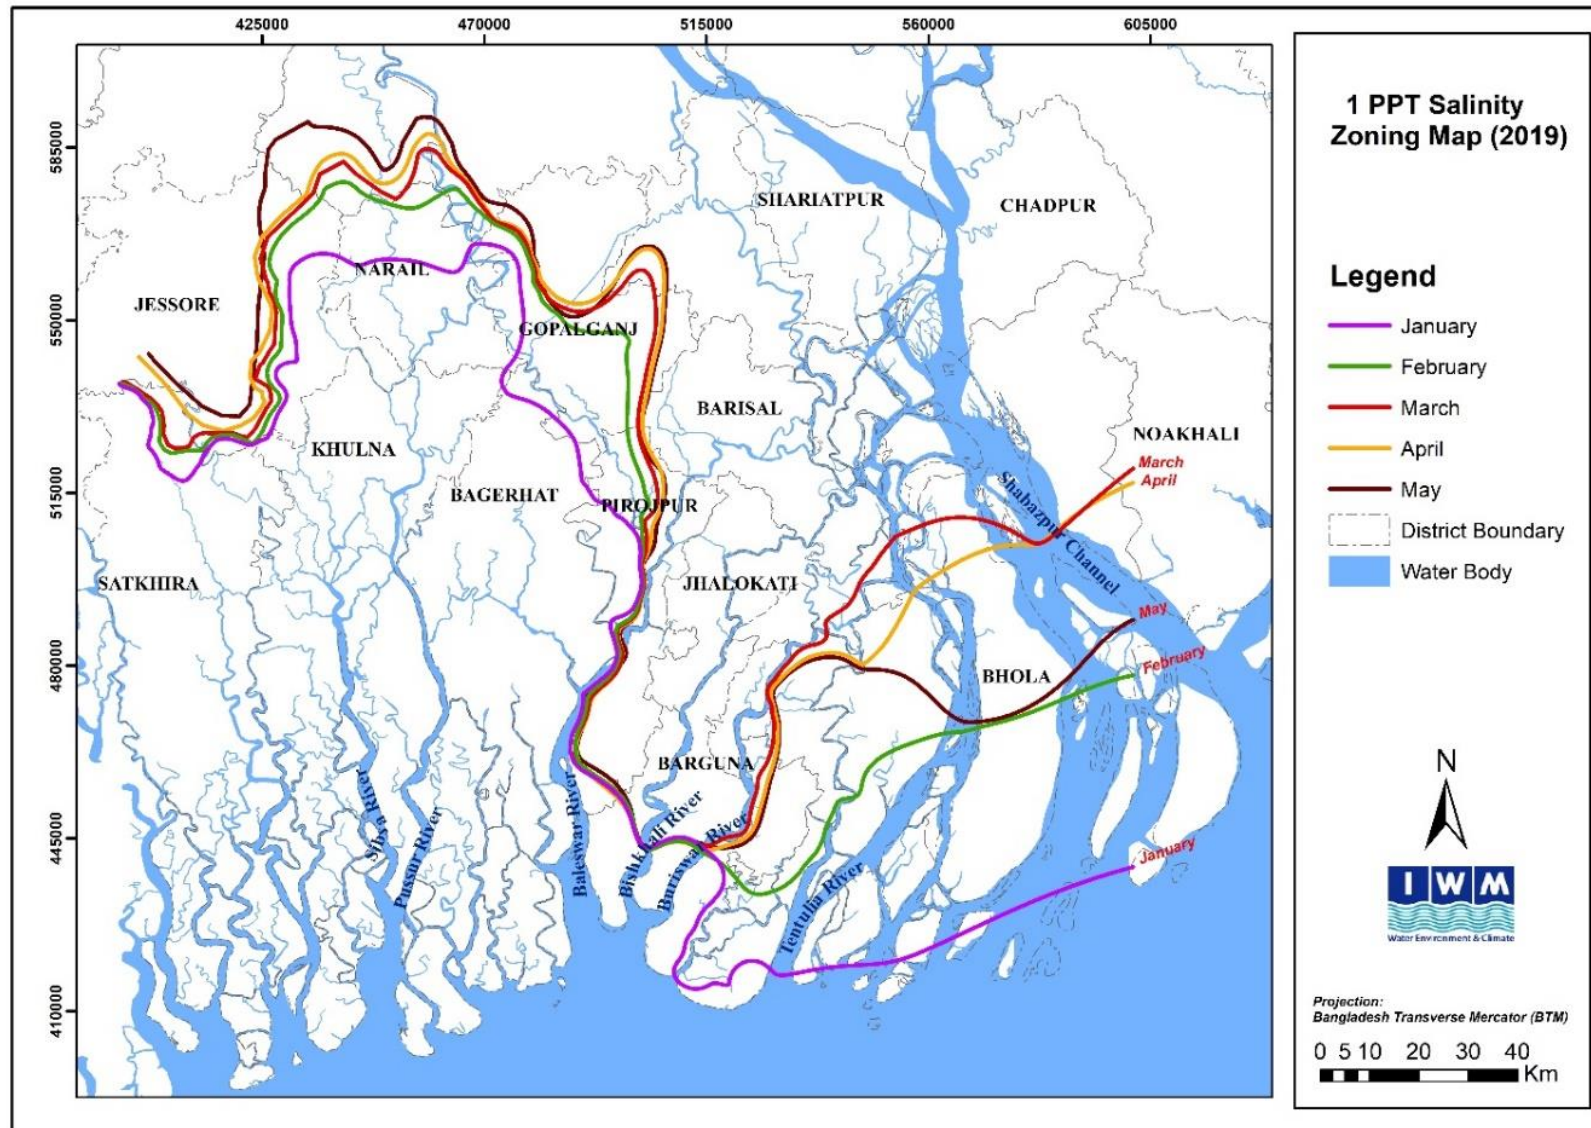 425000 470000 515000 560000 605000
585000
550000
515000
480000
445000
410000
SHARIATPUR
CHADPUR
NARAIL
JESSORE
GOPALGANJ
BARISAL
NOAKHALI
KHULNA
BAGERHAT
PIROJPUR
JHALOKATI
SATKHIRA
BHOLA
BARGUNA
March
April
May
February
January
Shabazpur Channel
Sibsa River
Pussur River
Baleswar River
Bishkhali River
Buriswar River
Tentulia River
1 PPT Salinity
Zoning Map (2019)
Legend
January
February
March
April
May
District Boundary
Water Body
N
IWM
Water Environment & Climate
Projection:
Bangladesh Transverse Mercator (BTM)
0 5 10 20 30 40
Km